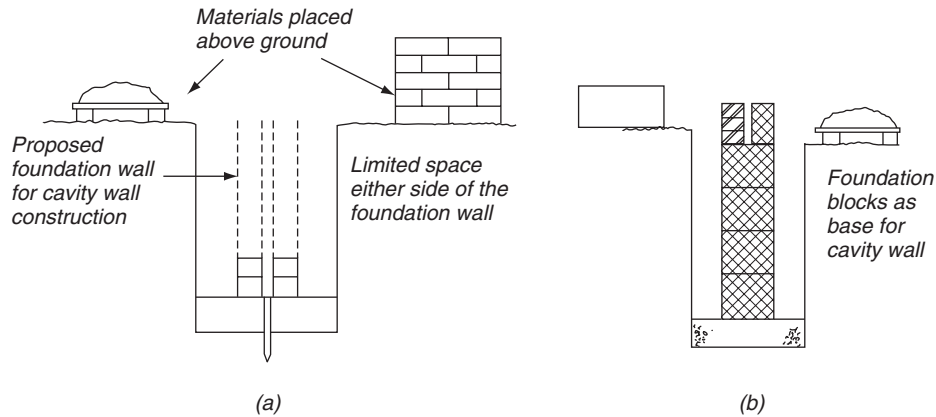 Materials placed
above ground
Proposed
foundation wall
for cavity wall
construction
Limited space
either side of the
foundation wall
Foundation
blocks as
base for
cavity wall
(a)
(b)